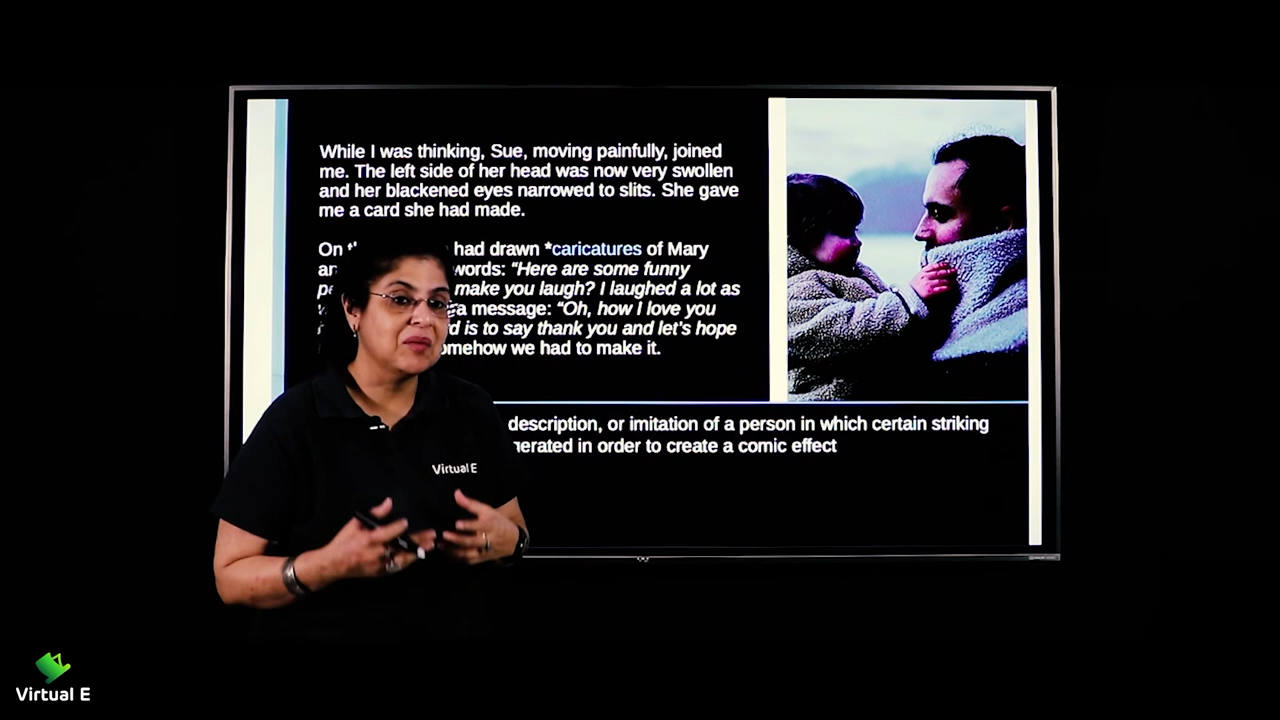 While I was thinking, Sue, moving painfully, joined
me. The left side of her head was now very swollen
and her blackened eyes narrowed to slits. She gave
me a card she had made.
On had drawn *caricatures of Mary
words: “Here are some funny
make you laugh? I laughed a lot as
a message: “Oh, how I love you
is to say thank you and let’s hope
we had to make it.
description, or imitation of a person in which certain striking
in order to create a comic effect
Virtual E
Virtual E